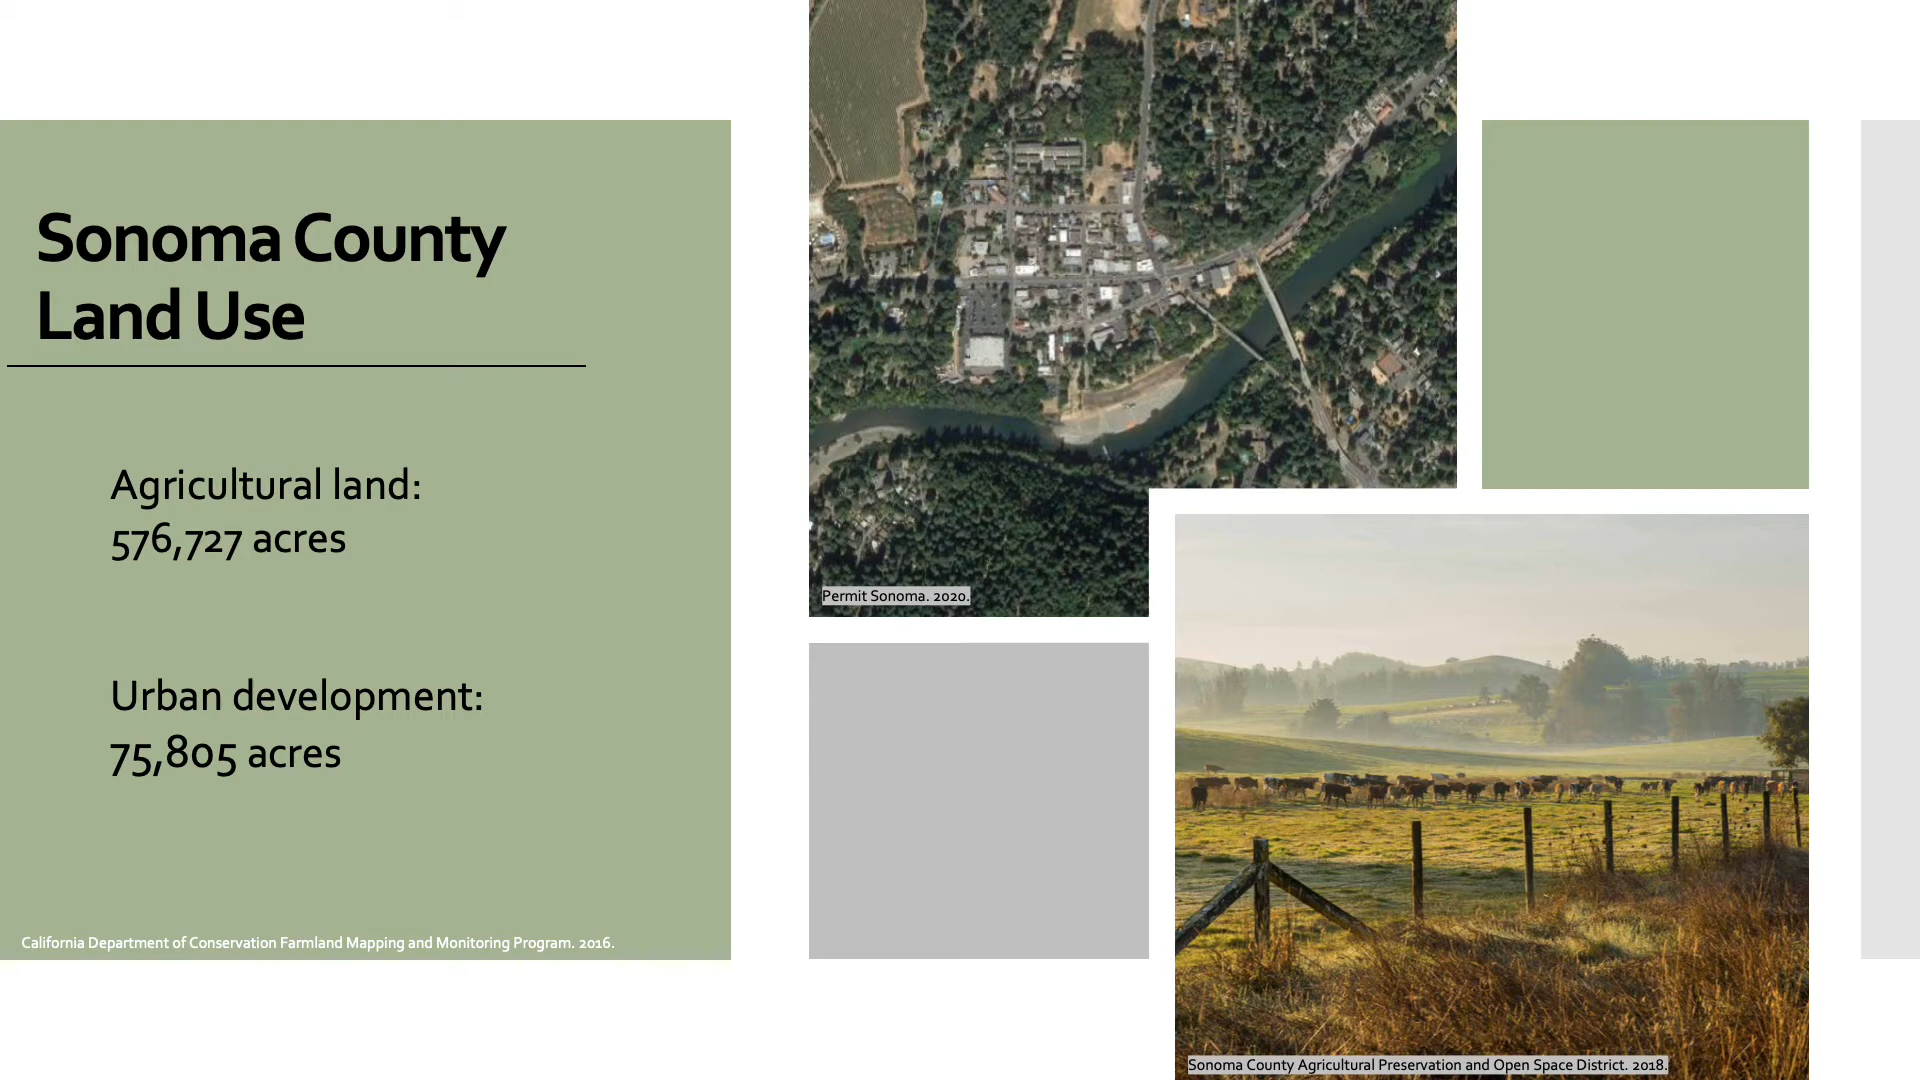 Sonoma County
Land Use
Agricultural land:
576,727 acres
Urban development:
75,805 acres
California Department of Conservation Farmland Mapping and Monitoring Program. 2016.
Permit Sonoma. 2020.
Sonoma County Agricultural Preservation and Open Space District. 2018.